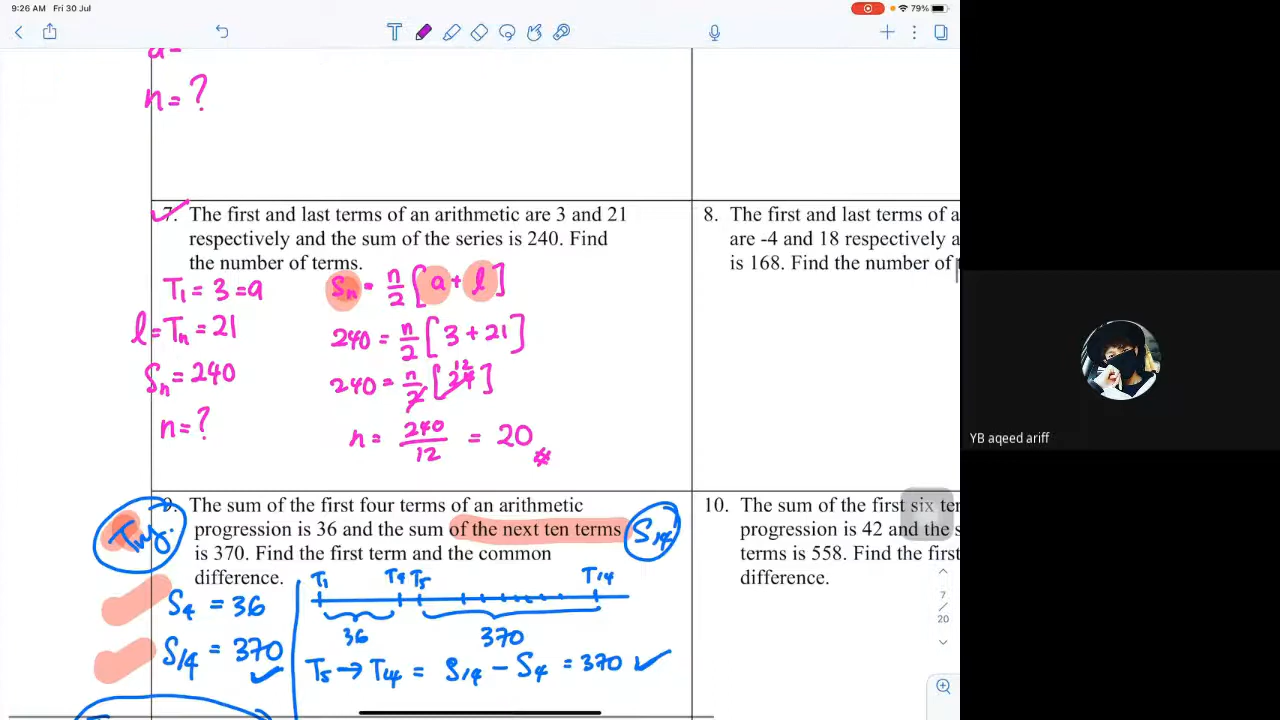 9:26 AM Fri 30 Jul
79%
n = ?
7. The first and last terms of an arithmetic are 3 and 21
respectively and the sum of the series is 240. Find
the number of terms.
T1 = 3 = a
l = Tn = 21
Sn = 240
n = ?
Sn = n/2 [a + l]
240 = n/2 [3 + 21]
240 = n/2 [24] 12
n = 240/12 = 20
8. The first and last terms of a
are -4 and 18 respectively a
is 168. Find the number of t
9. The sum of the first four terms of an arithmetic
progression is 36 and the sum of the next ten terms
is 370. Find the first term and the common
difference.
S14
S4 = 36
S14 = 370
T1 T4 T5 T14
36 370
T5 → T14 = S14 - S4 = 370
10. The sum of the first six ter
progression is 42 and the s
terms is 558. Find the first
difference.
7
/
20
YB aqeed ariff